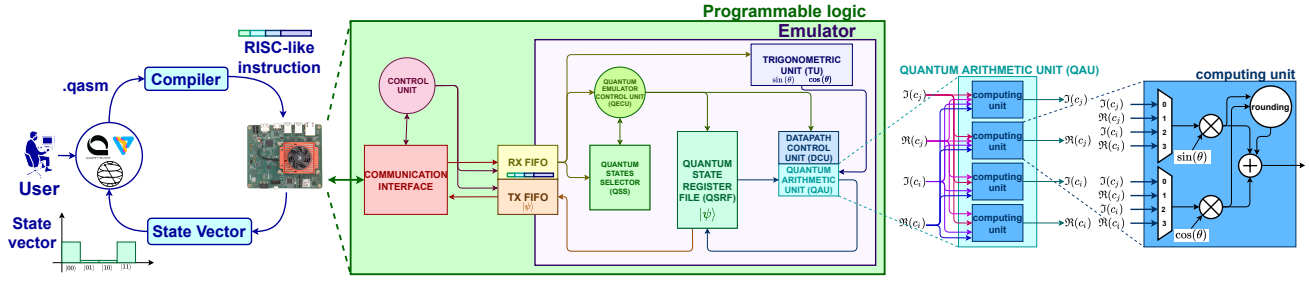 Programmable logic
Emulator
RISC-like
instruction
.qasm
Compiler
User
State Vector
State
vector
|00⟩
|01⟩
|10⟩
|11⟩
CONTROL
UNIT
COMMUNICATION
INTERFACE
RX FIFO
TX FIFO
|ψ⟩
QUANTUM
EMULATOR
CONTROL UNIT
(QECU)
QUANTUM
STATES
SELECTOR
(QSS)
QUANTUM
STATE
REGISTER
FILE (QSRF)
|ψ⟩
TRIGONOMETRIC
UNIT (TU)
sin(θ) cos(θ)
DATAPATH
CONTROL
UNIT (DCU)
QUANTUM
ARITHMETIC
UNIT (QAU)
QUANTUM ARITHMETIC UNIT (QAU)
ℑ(cⱼ)
ℜ(cⱼ)
ℑ(cᵢ)
ℜ(cᵢ)
computing
unit
computing
unit
computing
unit
computing
unit
ℑ(cⱼ)
ℜ(cⱼ)
ℑ(cᵢ)
ℜ(cᵢ)
computing unit
ℑ(cⱼ) 0
ℜ(cⱼ) 1
ℑ(cᵢ) 2
ℜ(cᵢ) 3
sin(θ)
rounding
ℑ(cᵢ) 0
ℜ(cⱼ) 1
ℑ(cᵢ) 2
ℜ(cᵢ) 3
cos(θ)